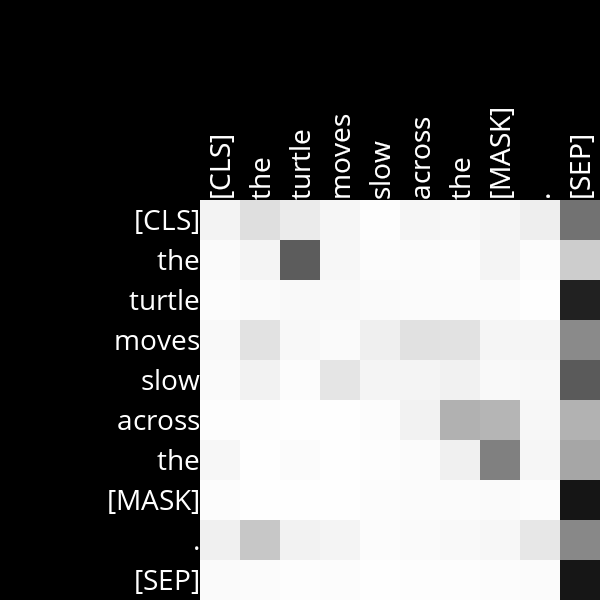 [CLS] the turtle moves slow across the [MASK] . [SEP]
[CLS]
the
turtle
moves
slow
across
the
[MASK]
.
[SEP]